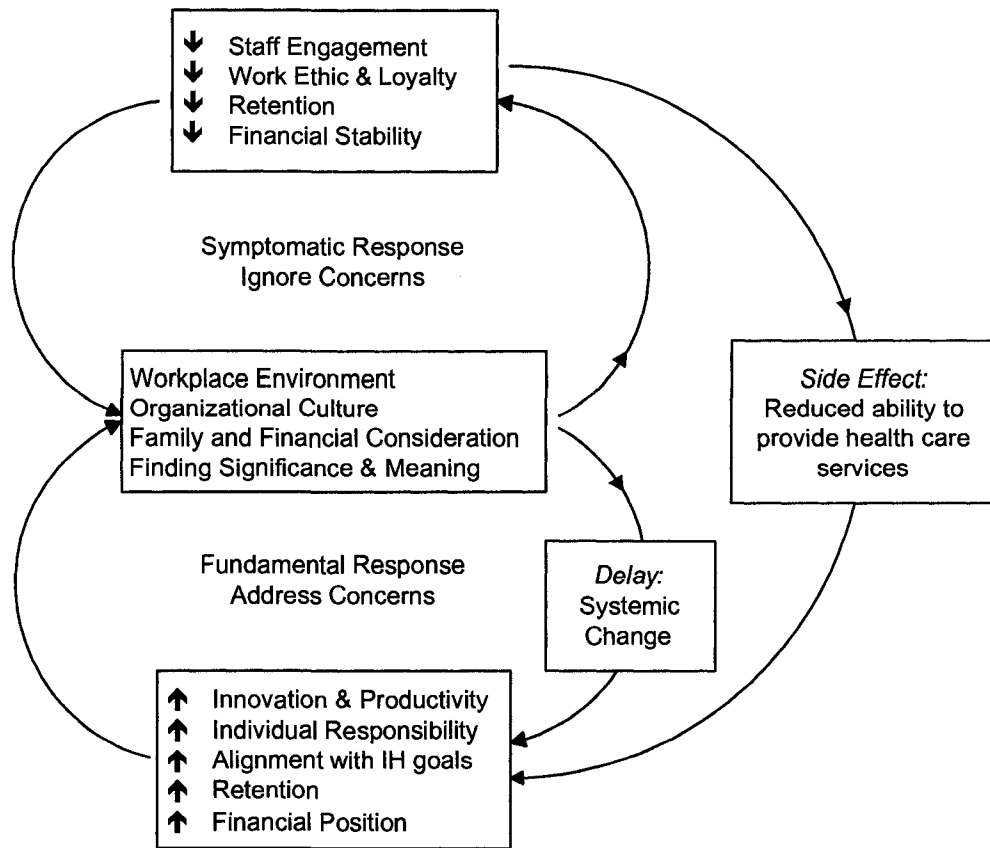 ↓ Staff Engagement
↓ Work Ethic & Loyalty
↓ Retention
↓ Financial Stability
Symptomatic Response
Ignore Concerns
Workplace Environment
Organizational Culture
Family and Financial Consideration
Finding Significance & Meaning
Side Effect:
Reduced ability to
provide health care
services
Fundamental Response
Address Concerns
Delay:
Systemic
Change
↑ Innovation & Productivity
↑ Individual Responsibility
↑ Alignment with IH goals
↑ Retention
↑ Financial Position